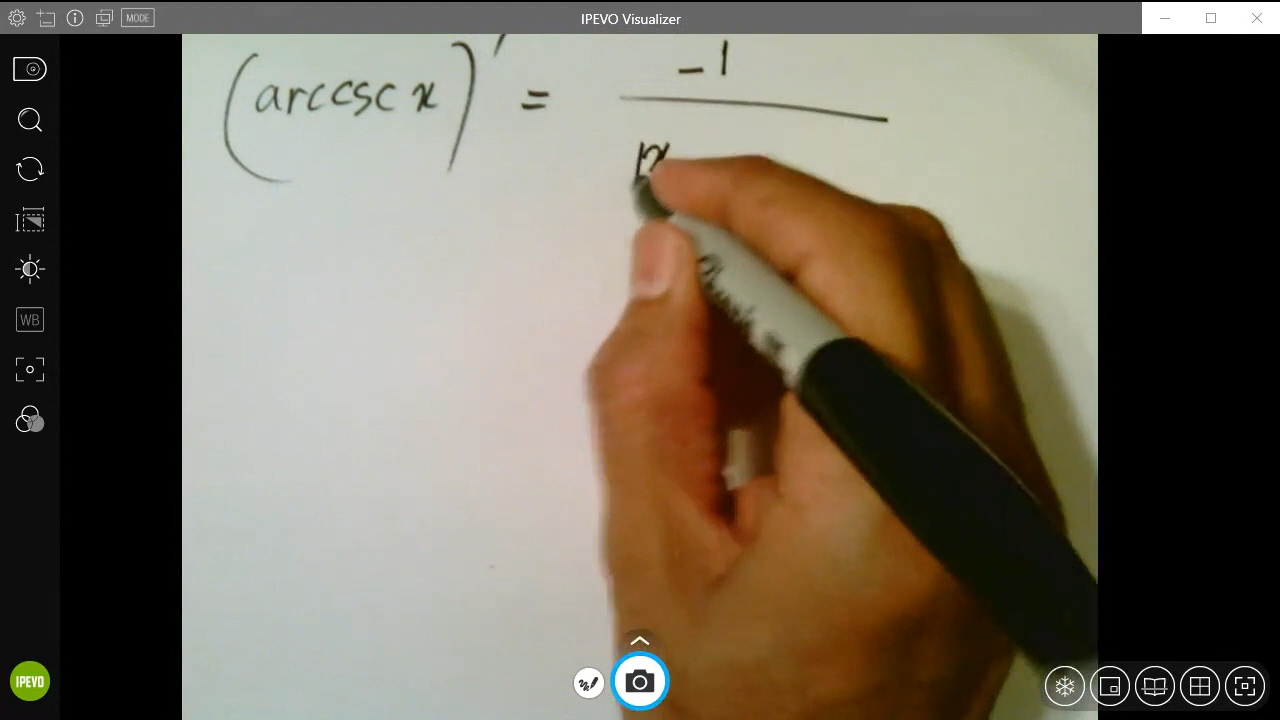 MODE
IPEVO Visualizer
(arccsc x)' = -1
|x
WB
IPEVO